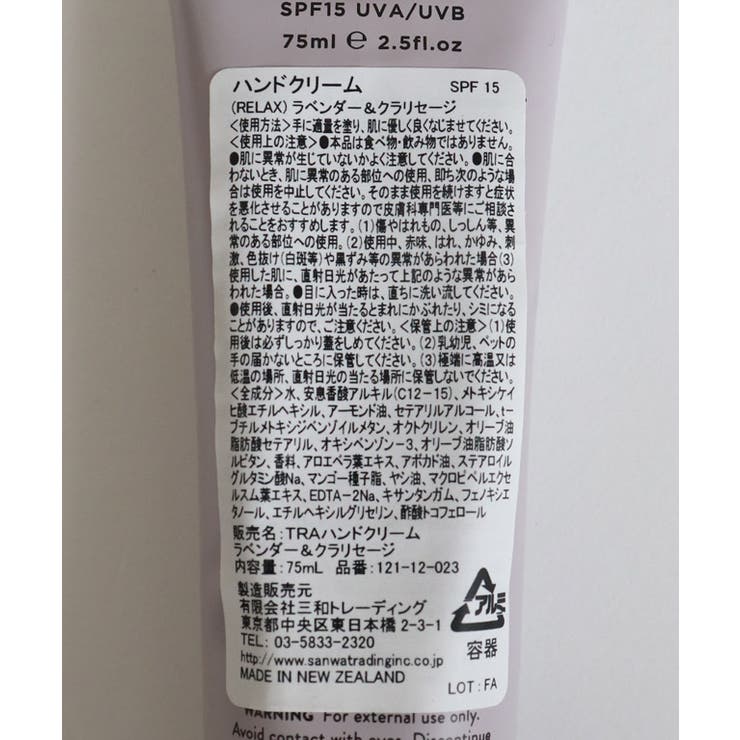 SPF15 UVA/UVB
75ml ℮ 2.5fl.oz
ハンドクリーム SPF 15
(RELAX) ラベンダー＆クラリセージ
＜使用方法＞手に適量を塗り、肌に優しく良くなじませてください。
＜使用上の注意＞●本品は食べ物・飲み物ではありません。
●肌に異常が生じていないかよく注意してください。●肌に合
わないとき、肌に異常のある部位への使用、即ち次のような場
合は使用を中止してください。そのまま使用を続けますと症状
を悪化させることがありますので皮膚科専門医等にご相談さ
れることをおすすめします。(1)傷やはれもの、しっしん等、異
常のある部位への使用。(2)使用中、赤味、はれ、かゆみ、刺
激、色抜け(白斑等)や黒ずみ等の異常があらわれた場合(3)
使用した肌に、直射日光があたって上記のような異常があら
われた場合。●目に入った時は、直ちに洗い流してください。
●使用後、直射日光が当たるとまれにかぶれたり、シミになる
ことがありますので、ご注意ください。＜保管上の注意＞(1)使
用後は必ずしっかり蓋をしめてください。(2)乳幼児、ペットの
手の届かないところに保管してください。(3)極端に高温又は
低温の場所、直射日光の当たる場所に保管しないでください。
＜全成分＞水、安息香酸アルキル(C12-15)、メトキシケイ
ヒ酸エチルヘキシル、アーモンド油、セテアリルアルコール、t-ブ
チルメトキシジベンゾイルメタン、オクトクリレン、オリーブ油
脂肪酸セテアリル、オキシベンゾン-3、オリーブ油脂肪酸ソ
ルビタン、香料、アロエベラ葉エキス、アボカド油、ステアロイル
グルタミン酸Na、マンゴー種子脂、ヤシ油、マクロピペルエクセ
ルスム葉エキス、EDTA-2Na、キサンタンガム、フェノキシエ
タノール、エチルヘキシルグリセリン、酢酸トコフェロール
販売名：TRAハンドクリーム
ラベンダー＆クラリセージ
内容量：75mL 品番：121-12-023
製造販売元
有限会社三和トレーディング
東京都中央区東日本橋 2-3-1
TEL: 03-5833-2320
http://www.sanwatradinginc.co.jp
MADE IN NEW ZEALAND
アルミ
容器
LOT: FA
WARNING For external use only.
Avoid contact with eyes. Discontinue